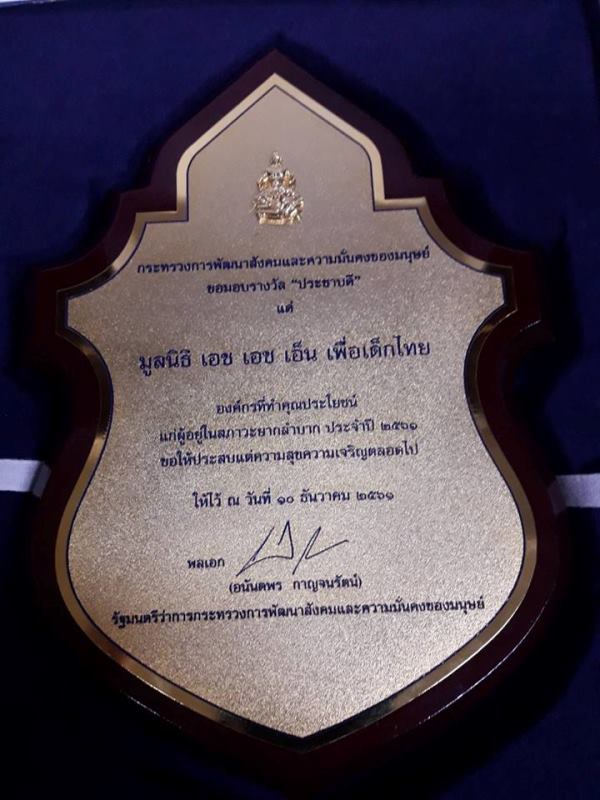 กระทรวงการพัฒนาสังคมและความมั่นคงของมนุษย์
ขอมอบรางวัล "ประชาบดี"
แด่
มูลนิธิ เอช เอช เอ็น เพื่อเด็กไทย
องค์กรที่ทำคุณประโยชน์
แก่ผู้อยู่ในสภาวะยากลำบาก ประจำปี ๒๕๖๑
ขอให้ประสบแต่ความสุขความเจริญตลอดไป
ให้ไว้ ณ วันที่ ๑๐ ธันวาคม ๒๕๖๑
พลเอก
(อนันตพร กาญจนรัตน์)
รัฐมนตรีว่าการกระทรวงการพัฒนาสังคมและความมั่นคงของมนุษย์